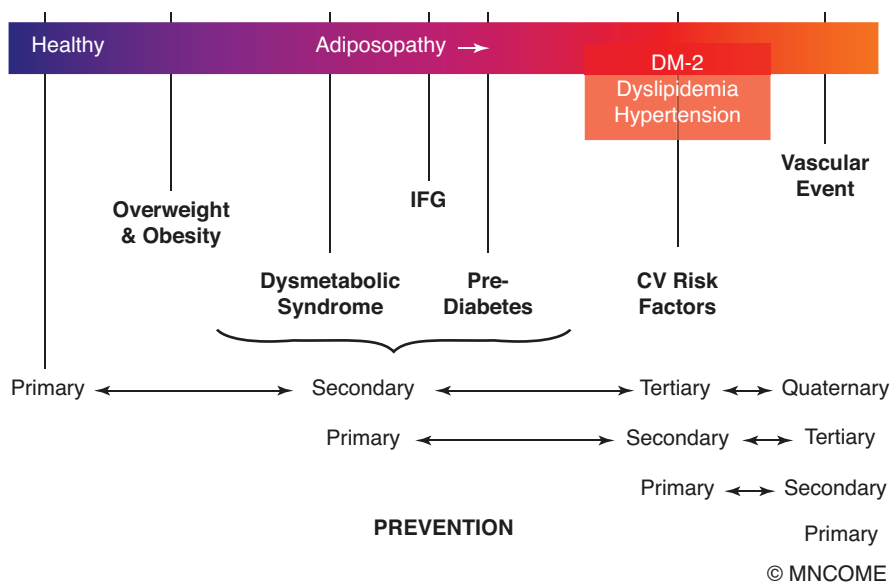 Healthy
Adiposopathy →
DM-2
Dyslipidemia
Hypertension
Vascular
Event
IFG
Overweight
& Obesity
Dysmetabolic
Syndrome
Pre-
Diabetes
CV Risk
Factors
Primary Secondary Tertiary Quaternary
Primary Secondary Tertiary
Primary Secondary
PREVENTION
Primary
© MNCOME